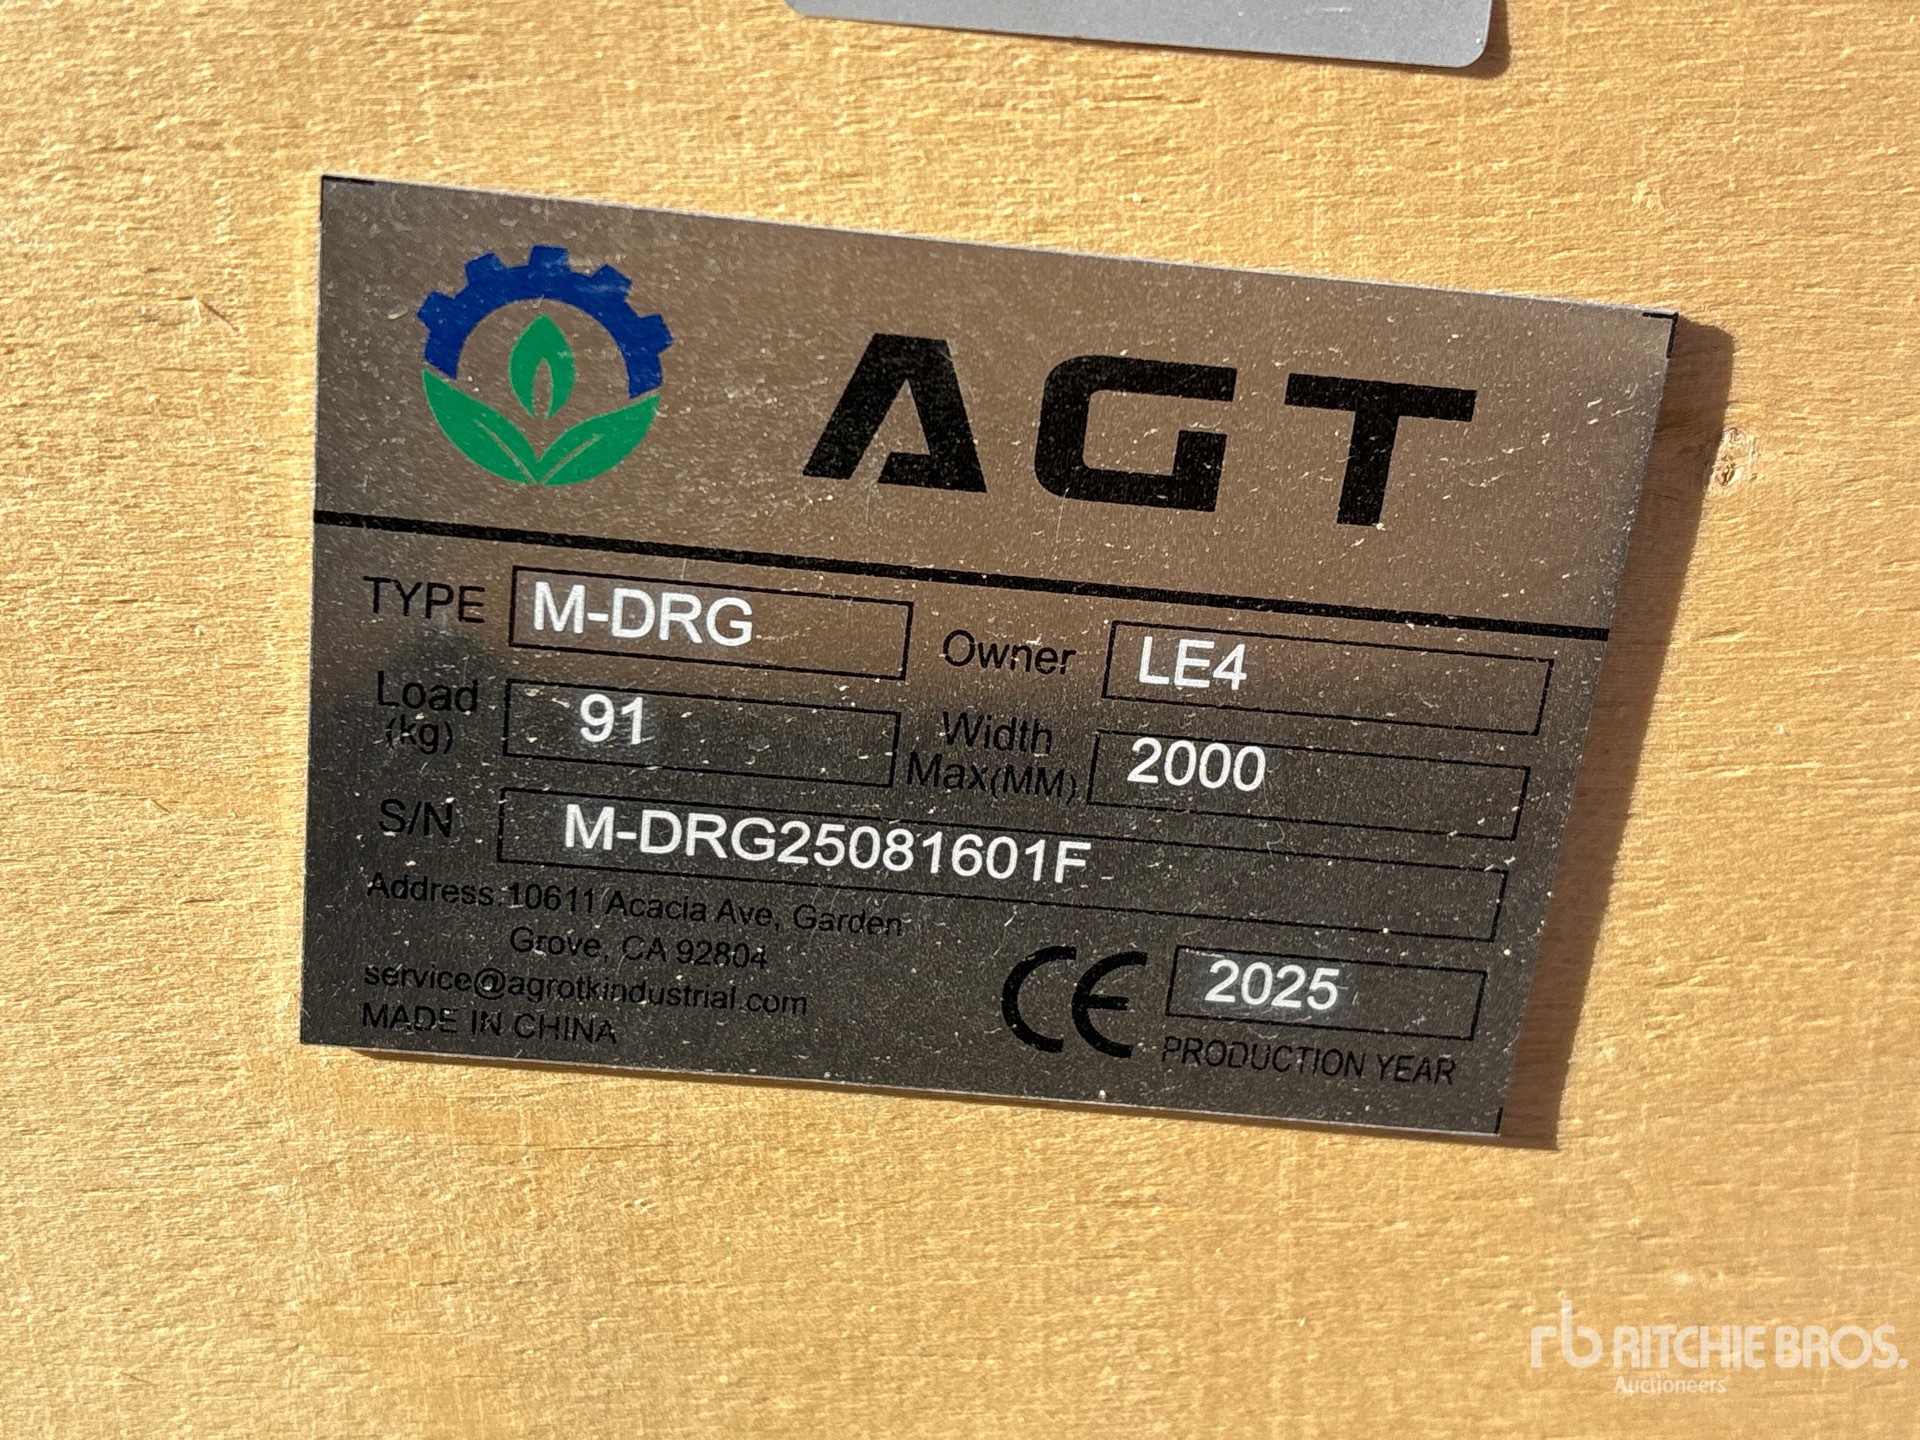 AGT
TYPE M-DRG Owner LE4
Load (kg) 91 Width Max(MM) 2000
S/N M-DRG25081601F
Address:10611 Acacia Ave, Garden
Grove, CA 92804
service@agrotkindustrial.com
MADE IN CHINA
CE 2025
PRODUCTION YEAR
rb RITCHIE BROS.
Auctioneers